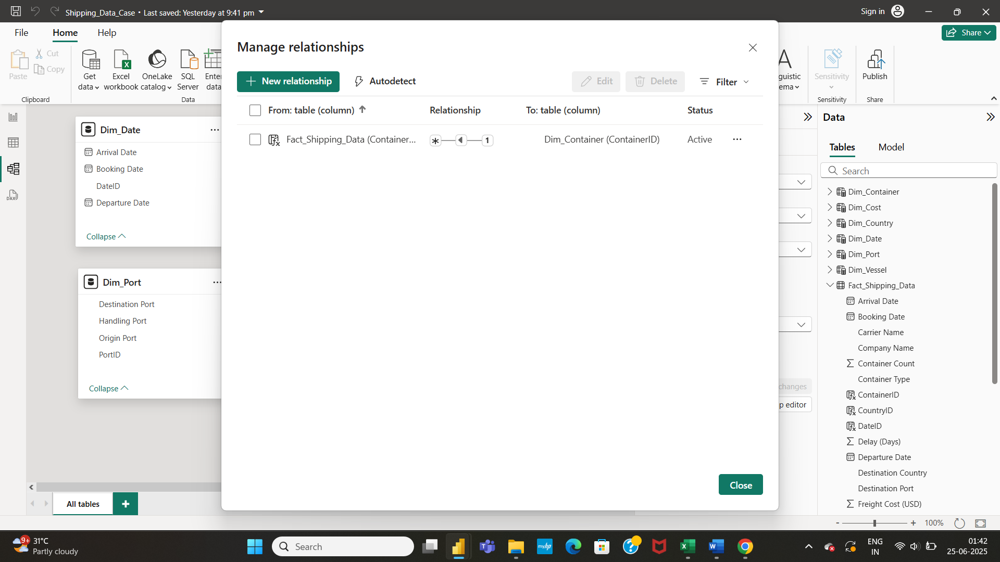 Shipping_Data_Case • Last saved: Yesterday at 9:41 pm
Sign in
File
Home
Help
Share
Paste
Cut
Copy
Clipboard
Get data
Excel workbook
OneLake catalog
SQL Server
Enter data
Data
guistic
ema
Sensitivity
Sensitivity
Publish
Share
Manage relationships
New relationship
Autodetect
Edit
Delete
Filter
From: table (column)
Relationship
To: table (column)
Status
Fact_Shipping_Data (Container...
* 1
Dim_Container (ContainerID)
Active
Close
Dim_Date
Arrival Date
Booking Date
DateID
Departure Date
Collapse
Dim_Port
Destination Port
Handling Port
Origin Port
PortID
Collapse
DAX
All tables
changes
p editor
Data
Tables
Model
Search
Dim_Container
Dim_Cost
Dim_Country
Dim_Date
Dim_Port
Dim_Vessel
Fact_Shipping_Data
Arrival Date
Booking Date
Carrier Name
Company Name
Container Count
Container Type
ContainerID
CountryID
DateID
Delay (Days)
Departure Date
Destination Country
Destination Port
Freight Cost (USD)
- + 100%
9+
31°C
Partly cloudy
Search
myhp
ENG
IN
01:42
25-06-2025